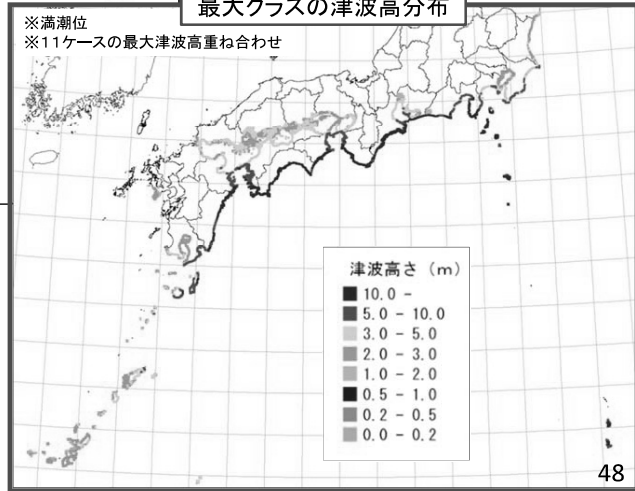 最大クラスの津波高分布
※満潮位
※11ケースの最大津波高重ね合わせ
津波高さ（m）
10.0 -
5.0 - 10.0
3.0 - 5.0
2.0 - 3.0
1.0 - 2.0
0.5 - 1.0
0.2 - 0.5
0.0 - 0.2
48